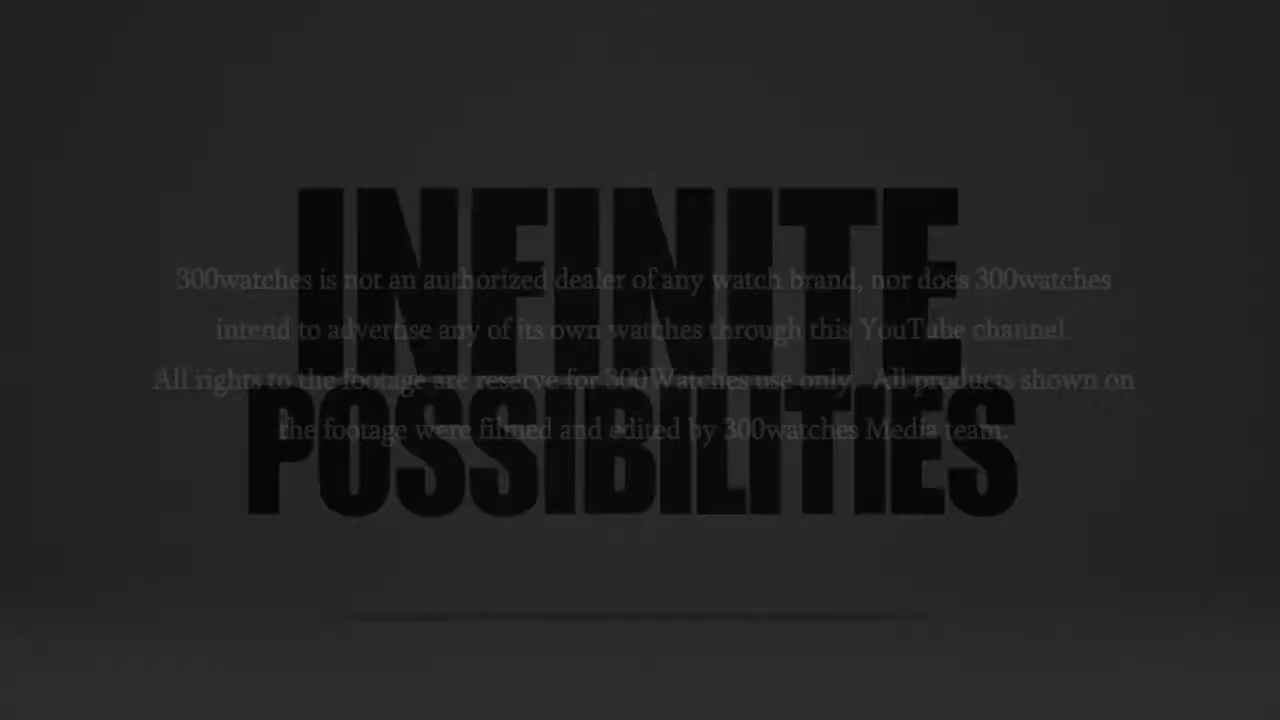 INFINITE
POSSIBILITIES
300watches is not an authorized dealer of any watch brand, nor does 300watches
intend to advertise any of its own watches through this YouTube channel.
All rights to the footage are reserve for 300Watches use only. All products shown on
the footage were filmed and edited by 300watches Media team.